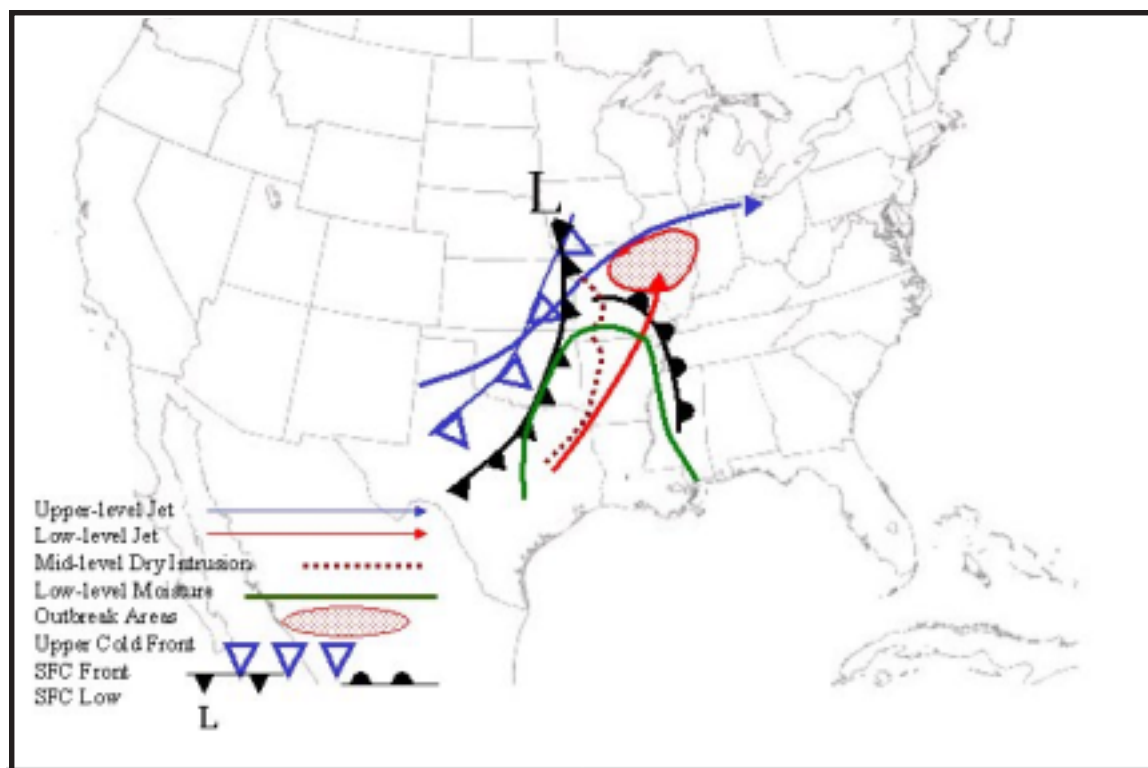 L
Upper-level Jet
Low-level Jet
Mid-level Dry Intrusion
Low-level Moisture
Outbreak Areas
Upper Cold Front
SFC Front
SFC Low
L